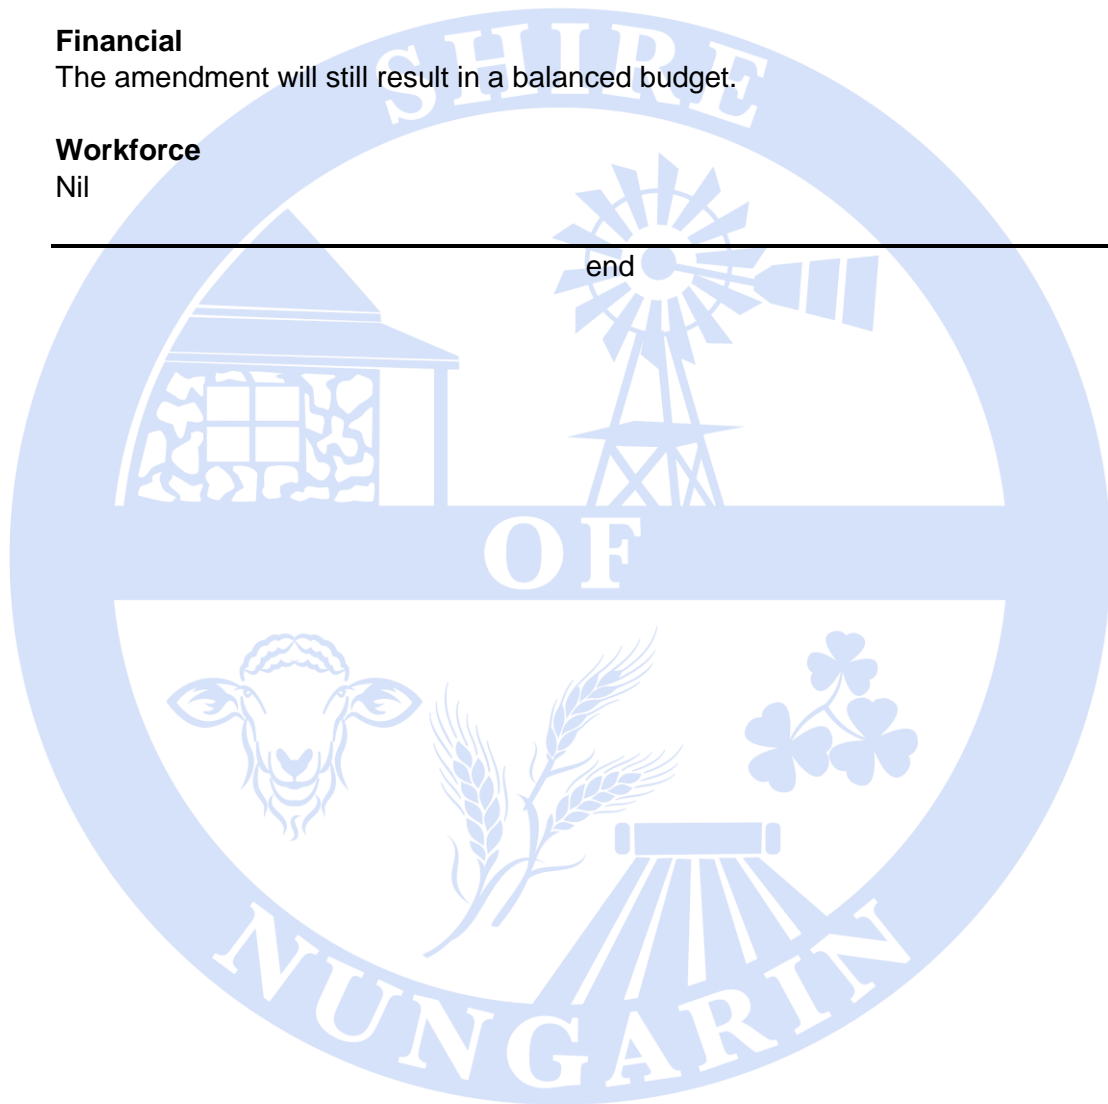 Financial
The amendment will still result in a balanced budget.
Workforce
Nil
end
SHIRE
OF
NUNGARIN